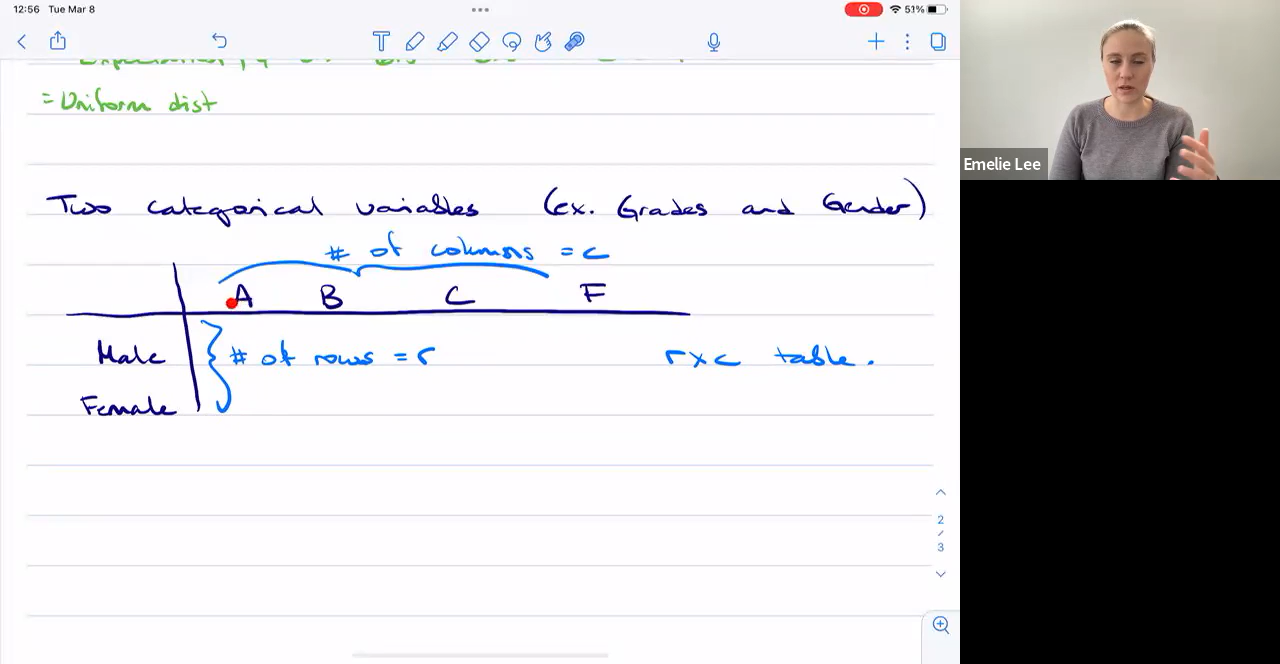 12:56 Tue Mar 8
51%
= Uniform dist
Two categorical variables (ex. Grades and Gender)
# of columns = c
A B C F
Male # of rows = r r x c table.
Female
2
/
3
Emelie Lee